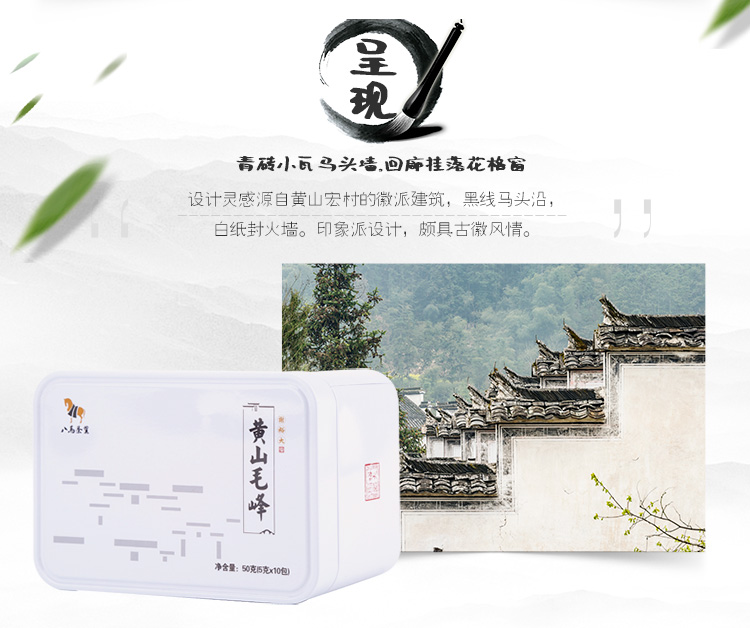 呈
现
青砖小瓦马头墙,回廊挂落花格窗
设计灵感源自黄山宏村的徽派建筑，黑线马头沿，
白纸封火墙。印象派设计，颇具古徽风情。
八马茶业
谢裕大
黄山毛峰
净含量：50克(5克x10包)